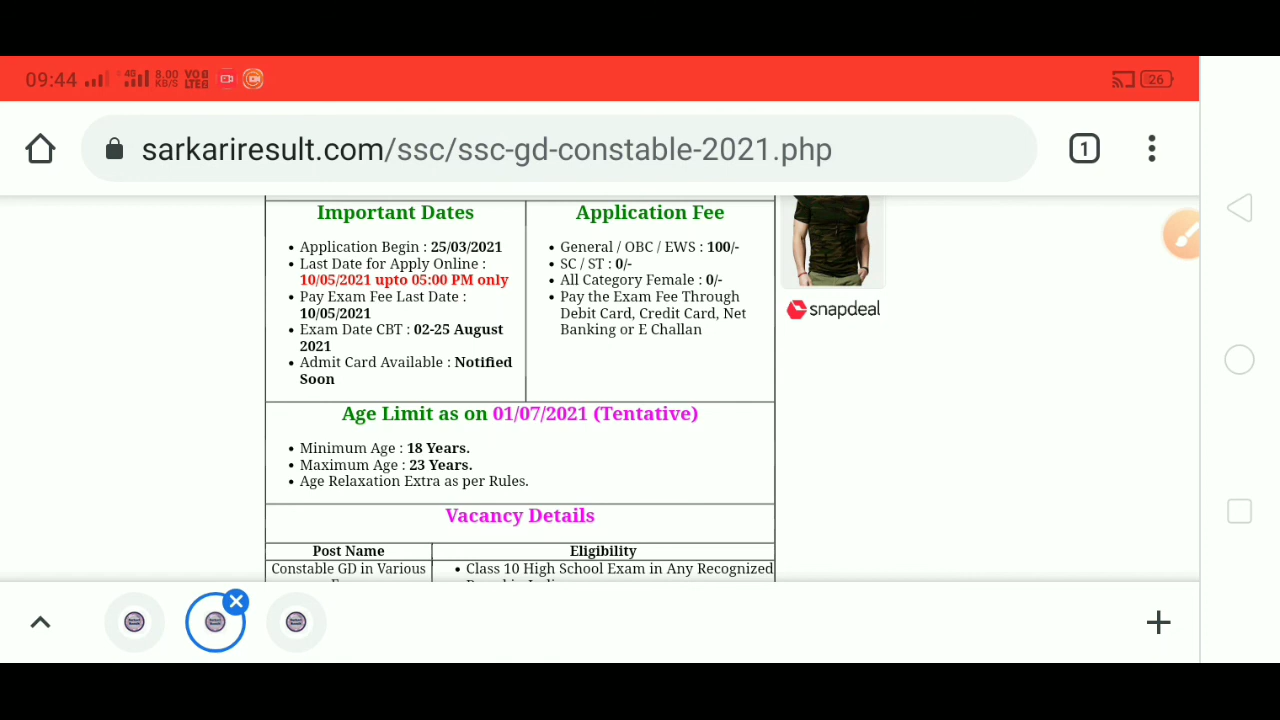 09:44 4G 8.00 KB/S VO LTE 26
sarkariresult.com/ssc/ssc-gd-constable-2021.php
1
Important Dates
• Application Begin : 25/03/2021
• Last Date for Apply Online :
10/05/2021 upto 05:00 PM only
• Pay Exam Fee Last Date :
10/05/2021
• Exam Date CBT : 02-25 August
2021
• Admit Card Available : Notified
Soon
Application Fee
• General / OBC / EWS : 100/-
• SC / ST : 0/-
• All Category Female : 0/-
• Pay the Exam Fee Through
Debit Card, Credit Card, Net
Banking or E Challan
snapdeal
Age Limit as on 01/07/2021 (Tentative)
• Minimum Age : 18 Years.
• Maximum Age : 23 Years.
• Age Relaxation Extra as per Rules.
Vacancy Details
Post Name
Eligibility
Constable GD in Various
• Class 10 High School Exam in Any Recognized